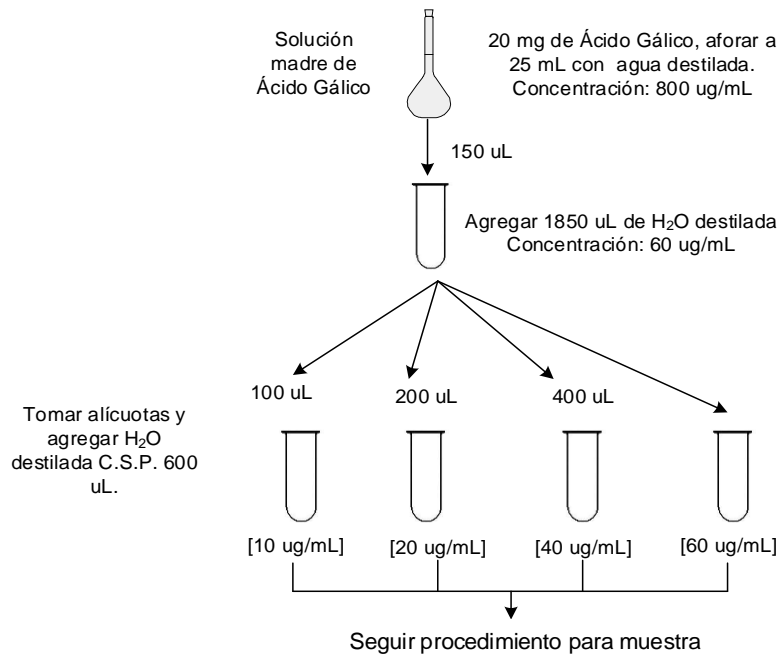 Solución
madre de
Ácido Gálico
20 mg de Ácido Gálico, aforar a
25 mL con agua destilada.
Concentración: 800 ug/mL
150 uL
Agregar 1850 uL de H₂O destilada
Concentración: 60 ug/mL
100 uL
200 uL
400 uL
Tomar alícuotas y
agregar H₂O
destilada C.S.P. 600
uL.
[10 ug/mL]
[20 ug/mL]
[40 ug/mL]
[60 ug/mL]
Seguir procedimiento para muestra